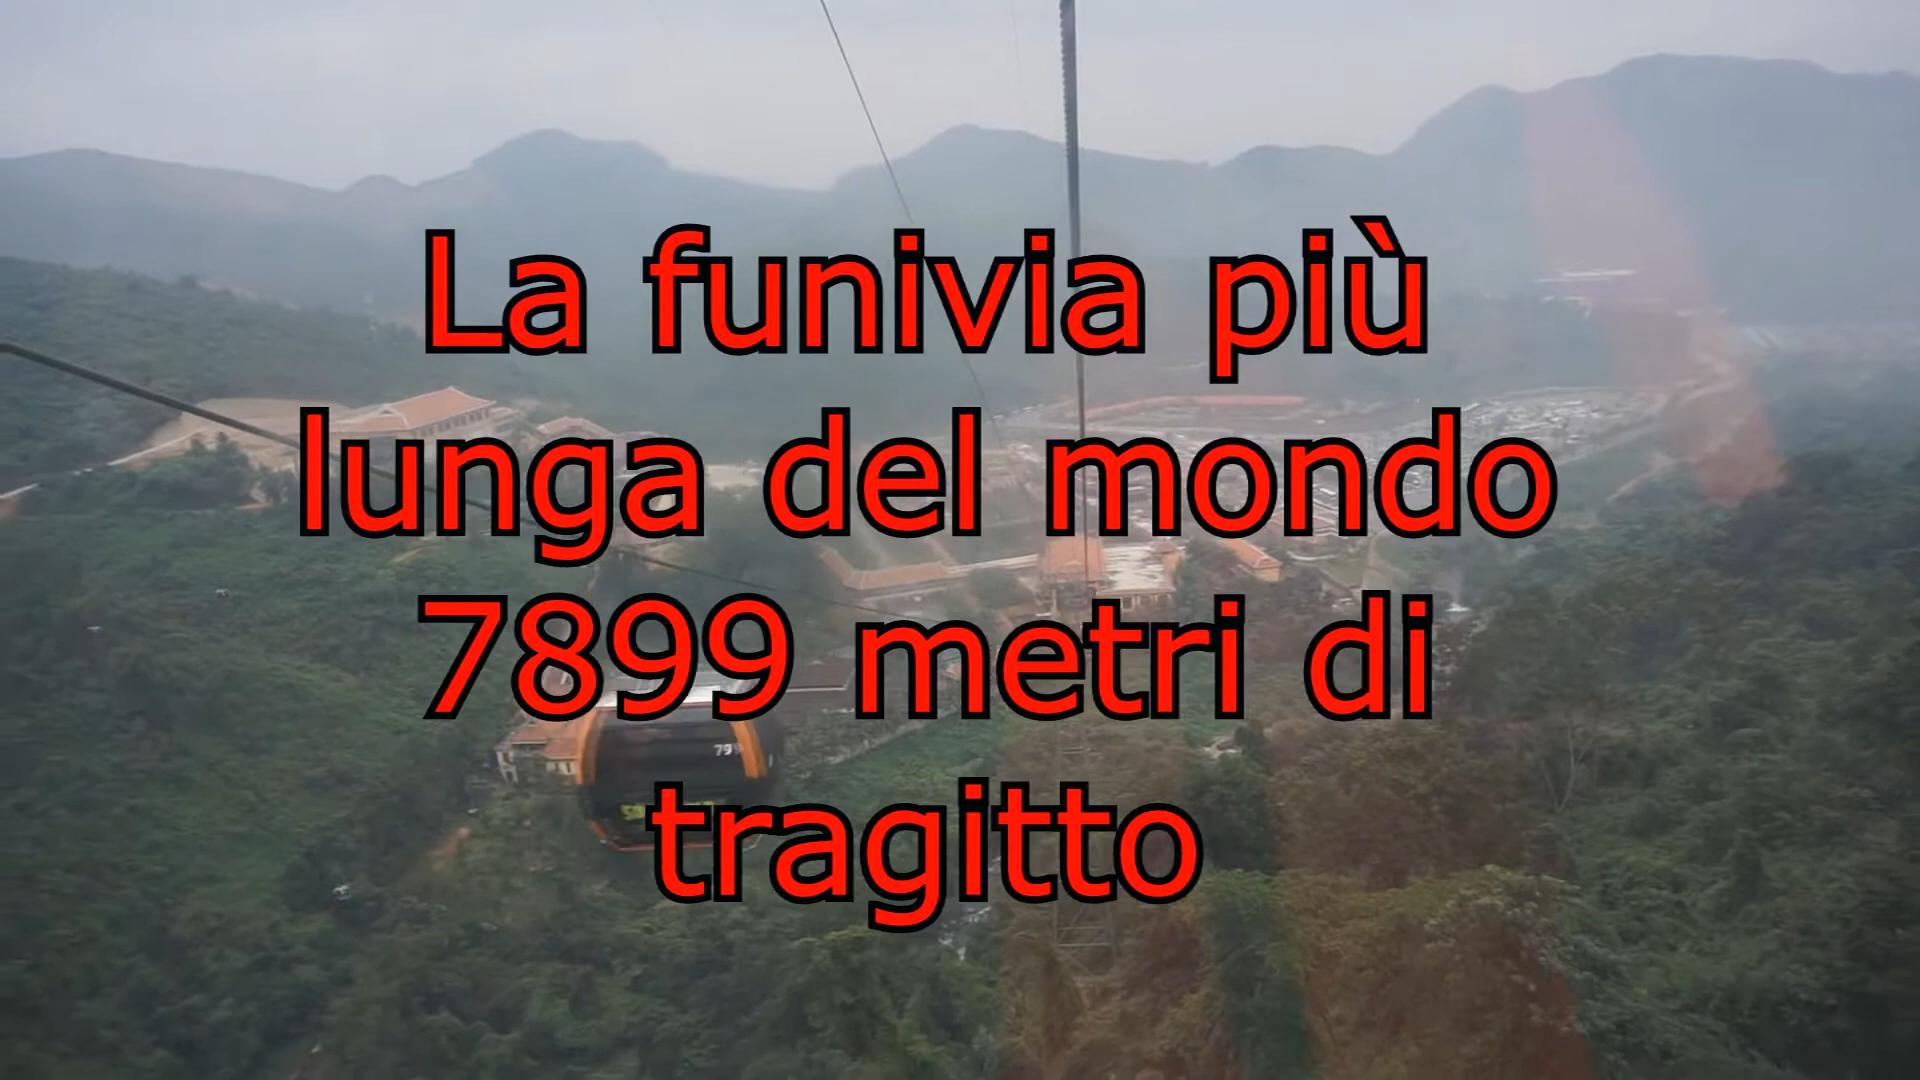 La funivia più
lunga del mondo
7899 metri di
tragitto